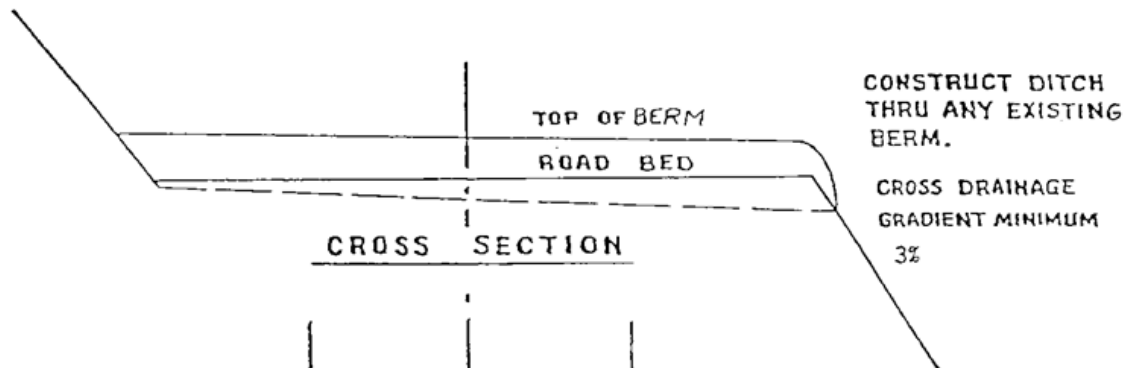 TOP OF BERM
ROAD BED
CROSS SECTION
CONSTRUCT DITCH
THRU ANY EXISTING
BERM.
CROSS DRAINAGE
GRADIENT MINIMUM
3%